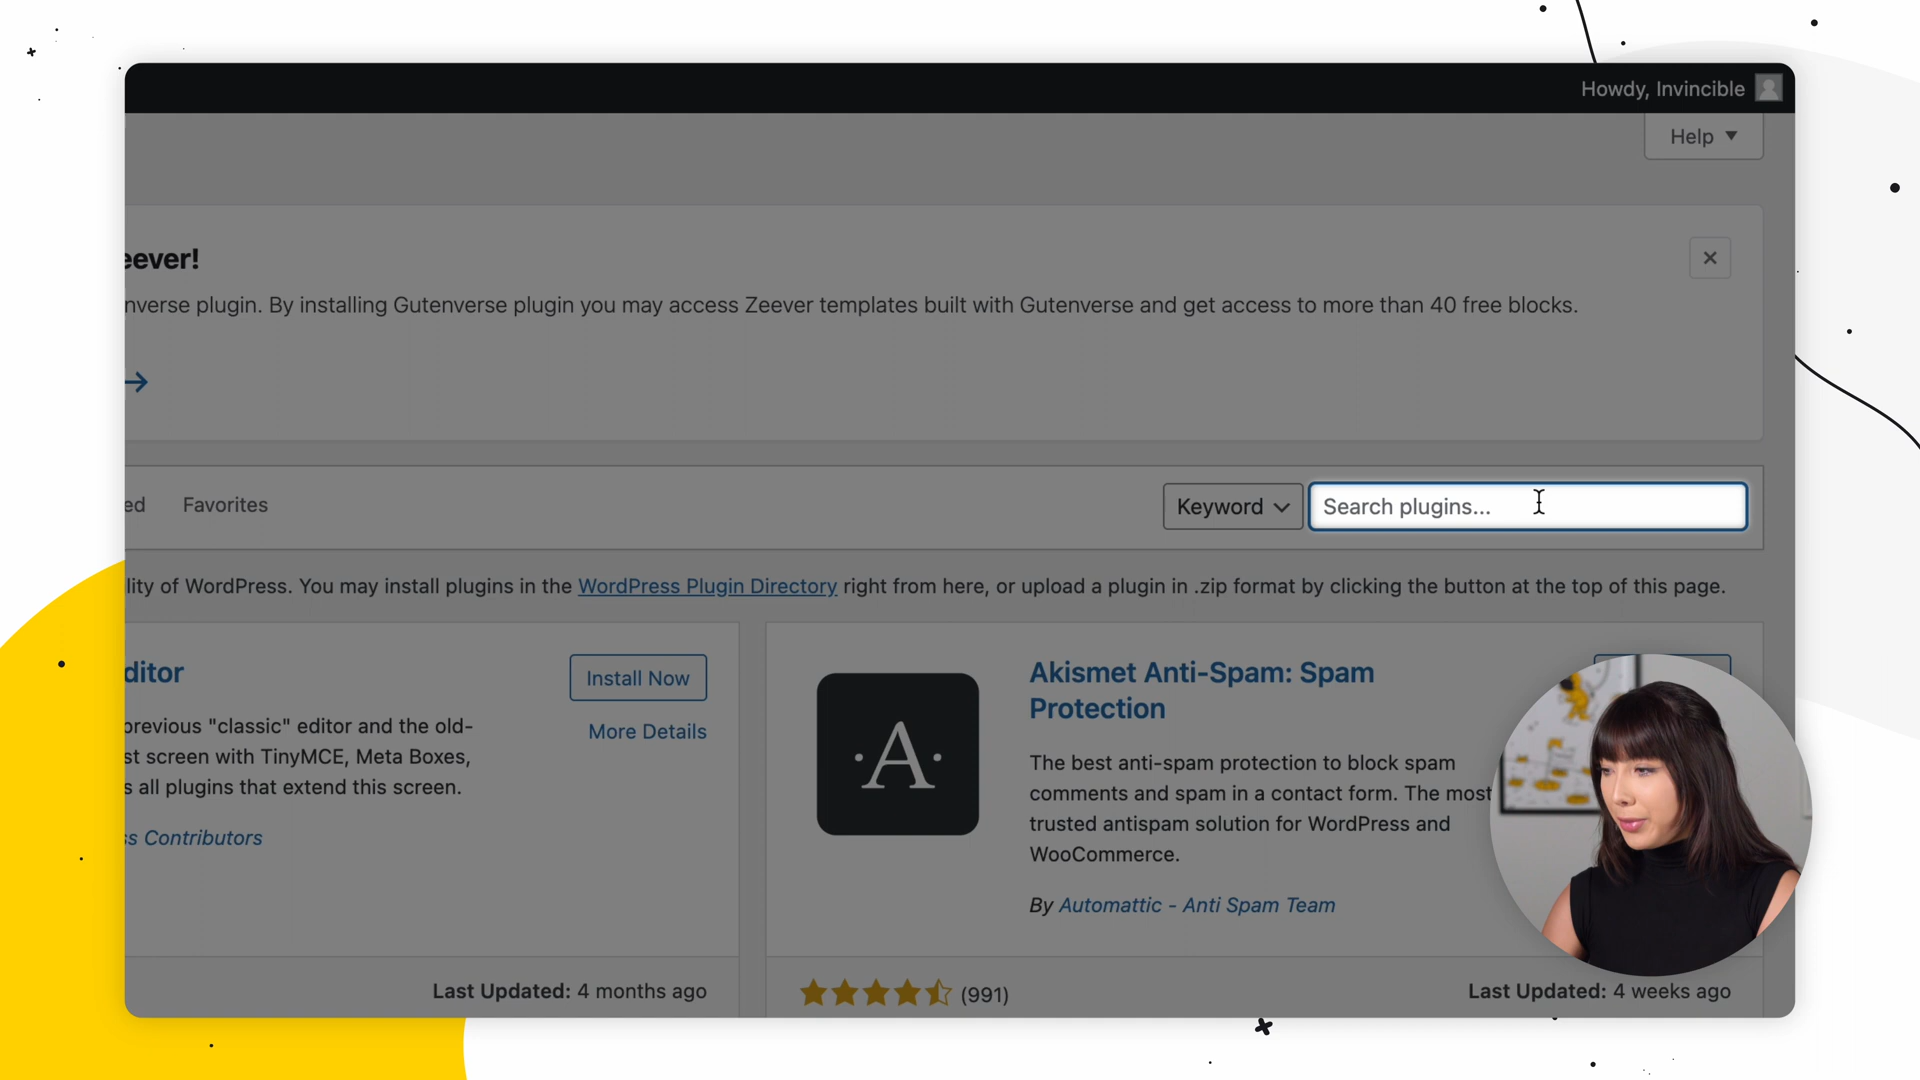 Howdy, Invincible
Help
eever!
nverse plugin. By installing Gutenverse plugin you may access Zeever templates built with Gutenverse and get access to more than 40 free blocks.
ed Favorites
Keyword
Search plugins...
lity of WordPress. You may install plugins in the WordPress Plugin Directory right from here, or upload a plugin in .zip format by clicking the button at the top of this page.
ditor
Install Now
More Details
previous "classic" editor and the old-
st screen with TinyMCE, Meta Boxes,
s all plugins that extend this screen.
ss Contributors
Last Updated: 4 months ago
A
Akismet Anti-Spam: Spam
Protection
The best anti-spam protection to block spam
comments and spam in a contact form. The most
trusted antispam solution for WordPress and
WooCommerce.
By Automattic - Anti Spam Team
(991)
Last Updated: 4 weeks ago